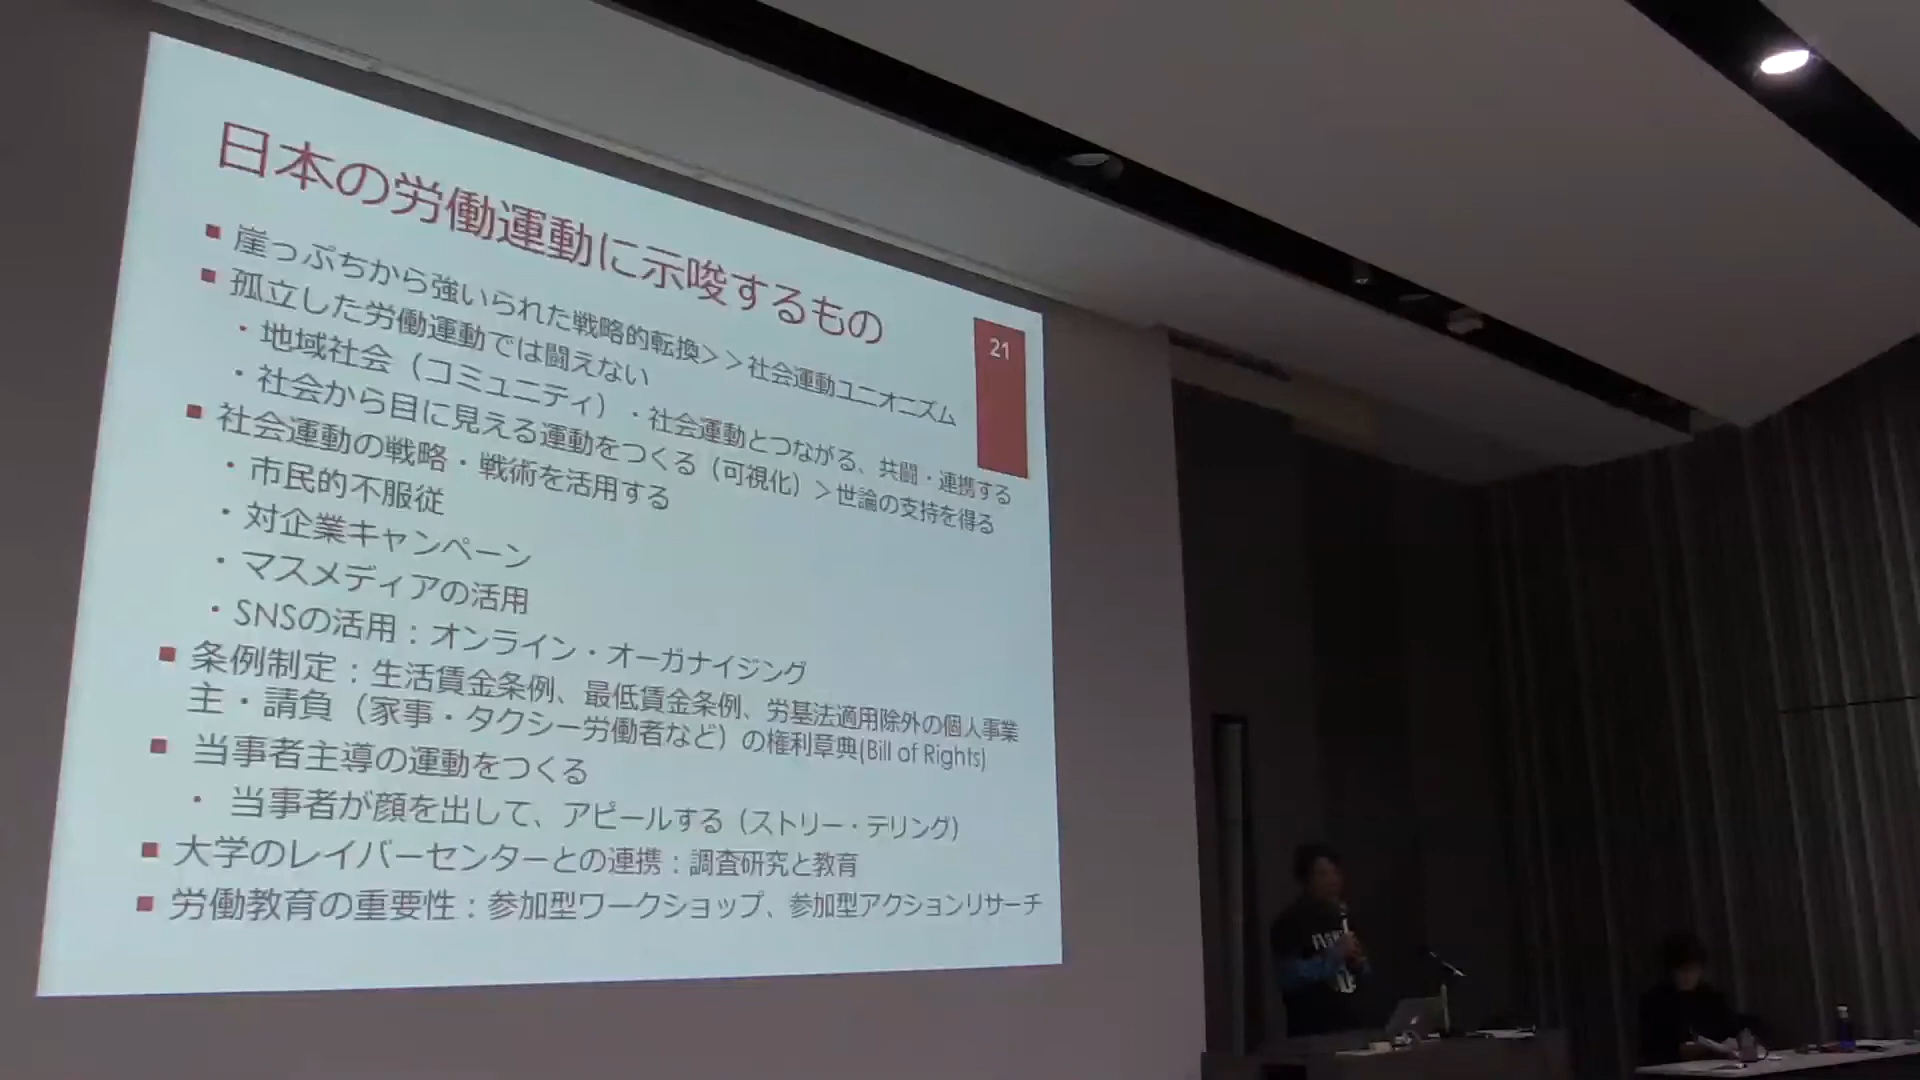 日本の労働運動に示唆するもの
21
■ 崖っぷちから強いられた戦略的転換>>社会運動ユニオニズム
■ 孤立した労働運動では闘えない
・地域社会（コミュニティ）・社会運動とつながる、共闘・連携する
・社会から目に見える運動をつくる（可視化）>世論の支持を得る
■ 社会運動の戦略・戦術を活用する
・市民的不服従
・対企業キャンペーン
・マスメディアの活用
・SNSの活用：オンライン・オーガナイジング
■ 条例制定：生活賃金条例、最低賃金条例、労基法適用除外の個人事業
主・請負（家事・タクシー労働者など）の権利章典(Bill of Rights)
■ 当事者主導の運動をつくる
・当事者が顔を出して、アピールする（ストリー・テリング）
■ 大学のレイバーセンターとの連携：調査研究と教育
■ 労働教育の重要性：参加型ワークショップ、参加型アクションリサーチ